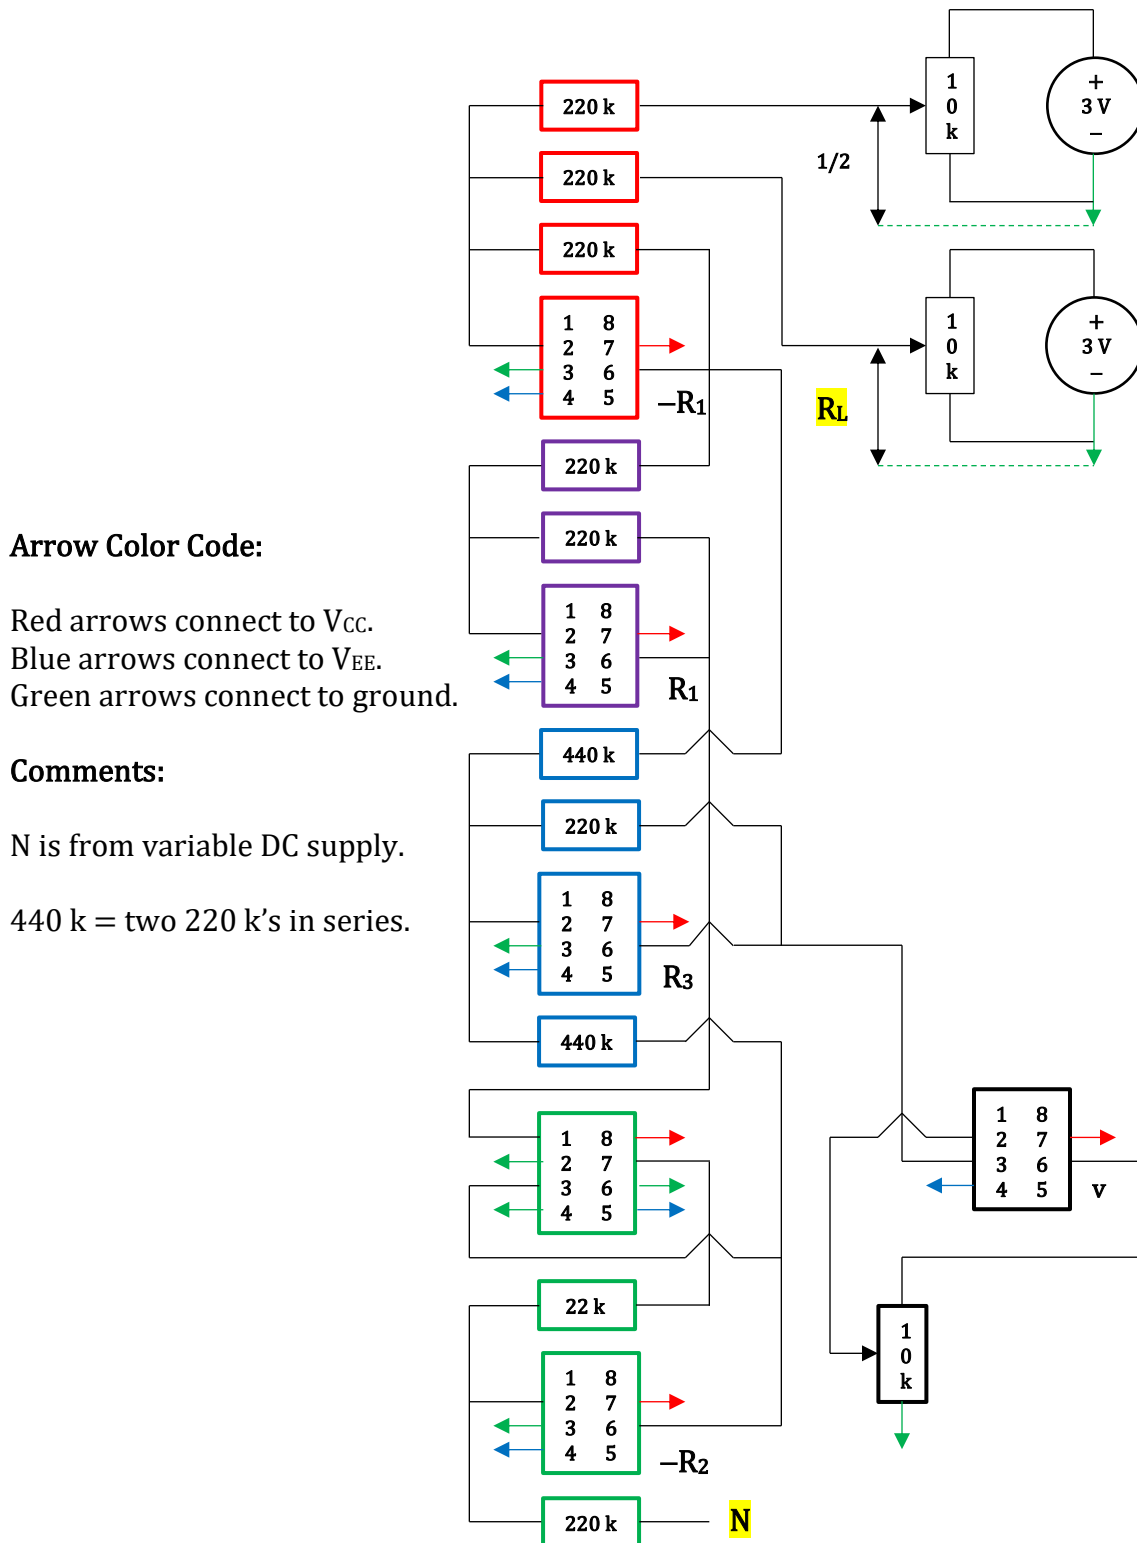 1
0
k
+
3 V
–
220 k
1/2
220 k
220 k
1
0
k
+
3 V
–
1 8
2 7
3 6
4 5
–R1
RL
220 k
220 k
Arrow Color Code:
1 8
2 7
3 6
4 5
Red arrows connect to VCC.
Blue arrows connect to VEE.
Green arrows connect to ground.
R1
440 k
Comments:
220 k
N is from variable DC supply.
1 8
2 7
3 6
4 5
440 k = two 220 k’s in series.
R3
440 k
1 8
2 7
3 6
4 5
1 8
2 7
3 6
4 5
v
22 k
1
0
k
1 8
2 7
3 6
4 5
–R2
220 k
N